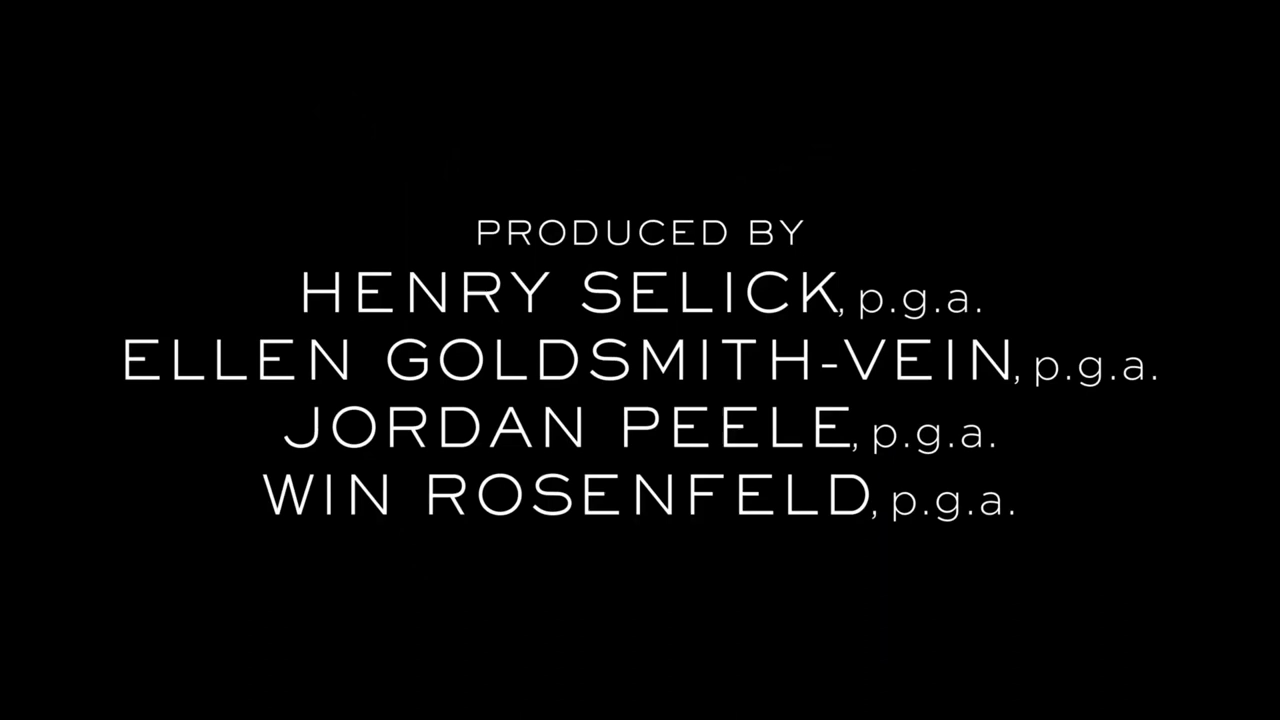 PRODUCED BY
HENRY SELICK, p.g.a.
ELLEN GOLDSMITH-VEIN, p.g.a.
JORDAN PEELE, p.g.a.
WIN ROSENFELD, p.g.a.